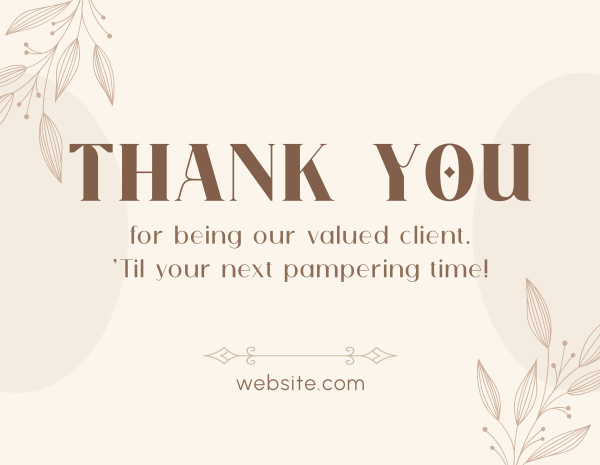 THANK YOU
for being our valued client.
'Til your next pampering time!
website.com